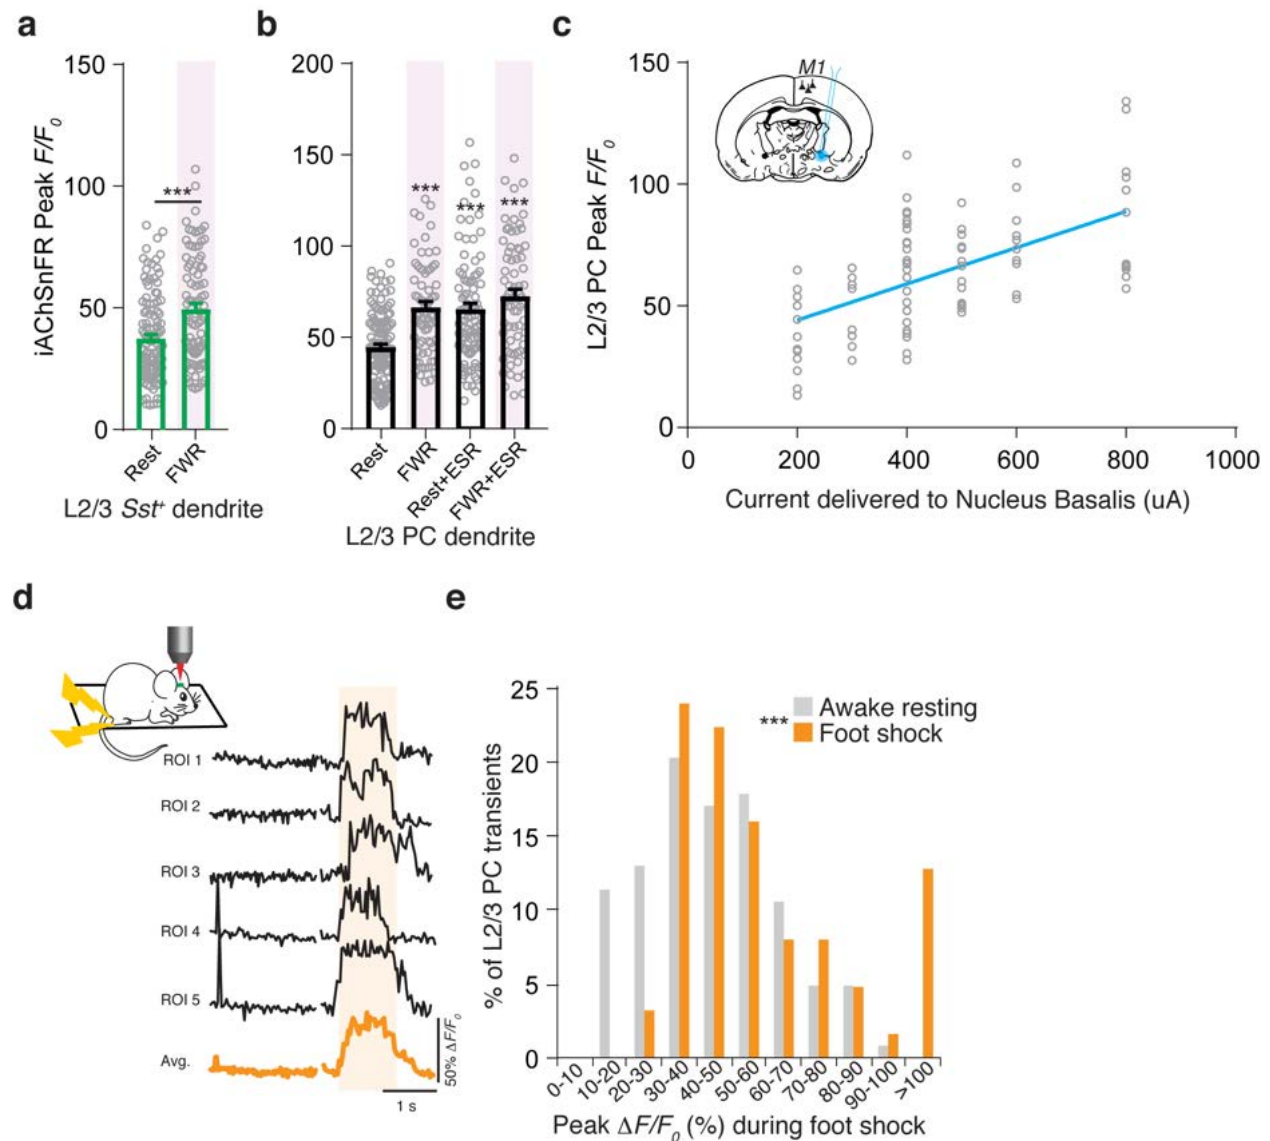 a
150
100
50
0
iAChSnFR Peak F/F0
***
Rest
FWR
L2/3 Sst+ dendrite
b
200
150
100
50
0
***
***
***
Rest
FWR
Rest+ESR
FWR+ESR
L2/3 PC dendrite
c
150
100
50
0
L2/3 PC Peak F/F0
M1
0
200
400
600
800
1000
Current delivered to Nucleus Basalis (uA)
d
ROI 1
ROI 2
ROI 3
ROI 4
ROI 5
Avg.
50% ΔF/F0
1 s
e
25
20
15
10
5
0
% of L2/3 PC transients
***
Awake resting
Foot shock
0-10
10-20
20-30
30-40
40-50
50-60
60-70
70-80
80-90
90-100
>100
Peak ΔF/F0 (%) during foot shock